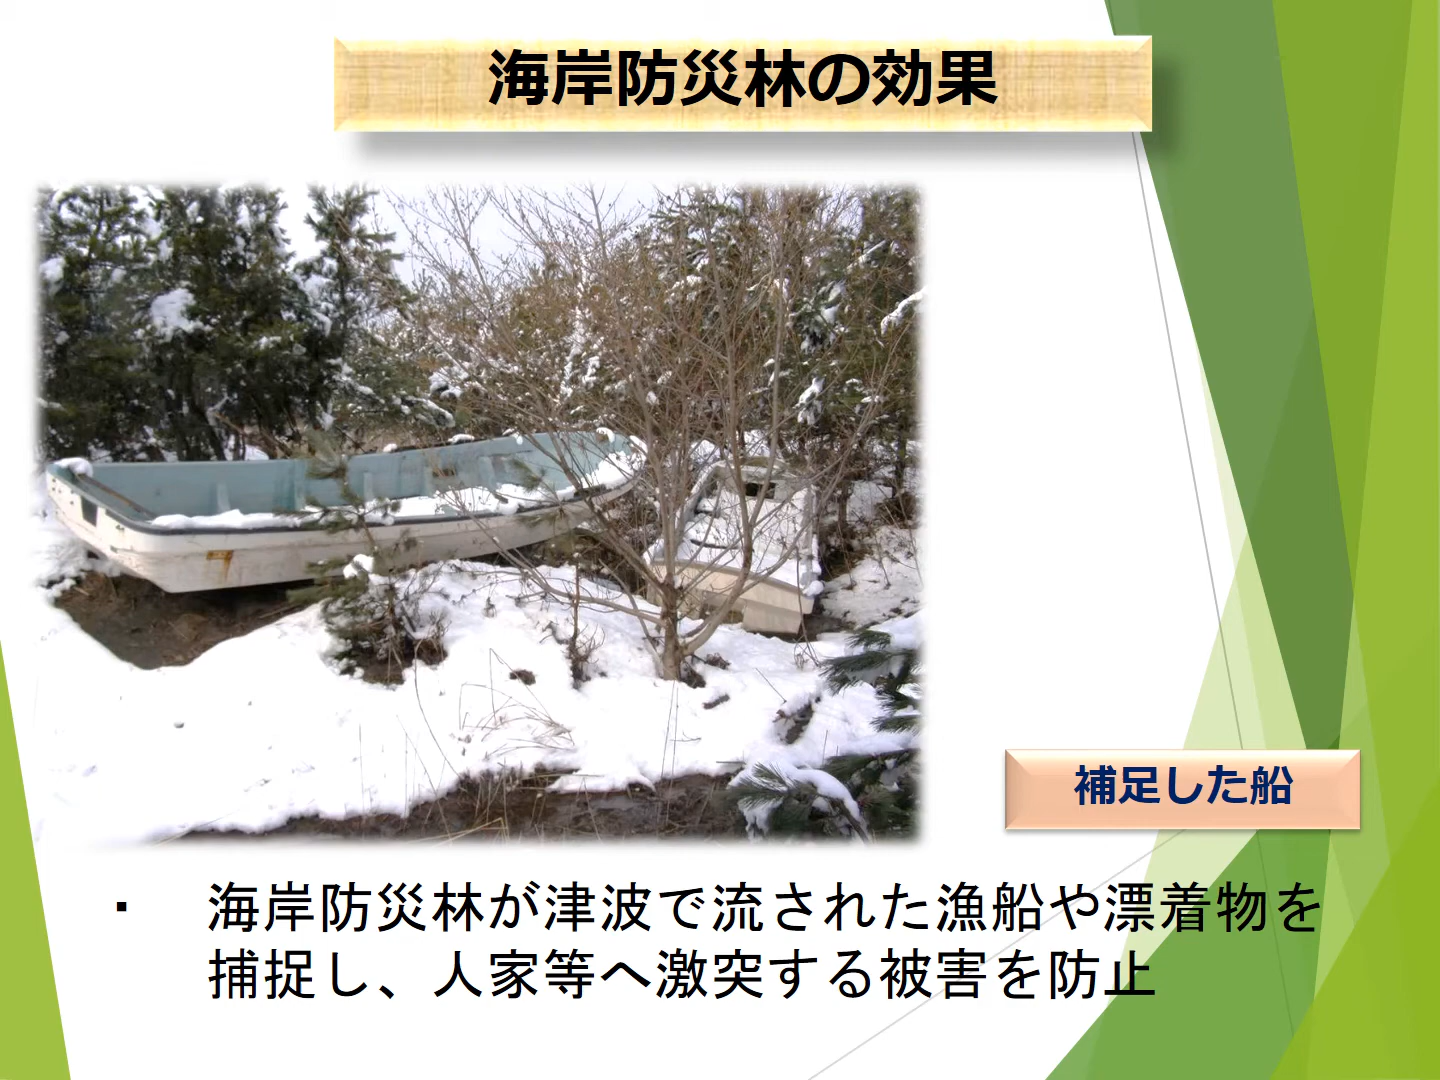 海岸防災林の効果
補足した船
▪ 海岸防災林が津波で流された漁船や漂着物を
捕捉し、人家等へ激突する被害を防止